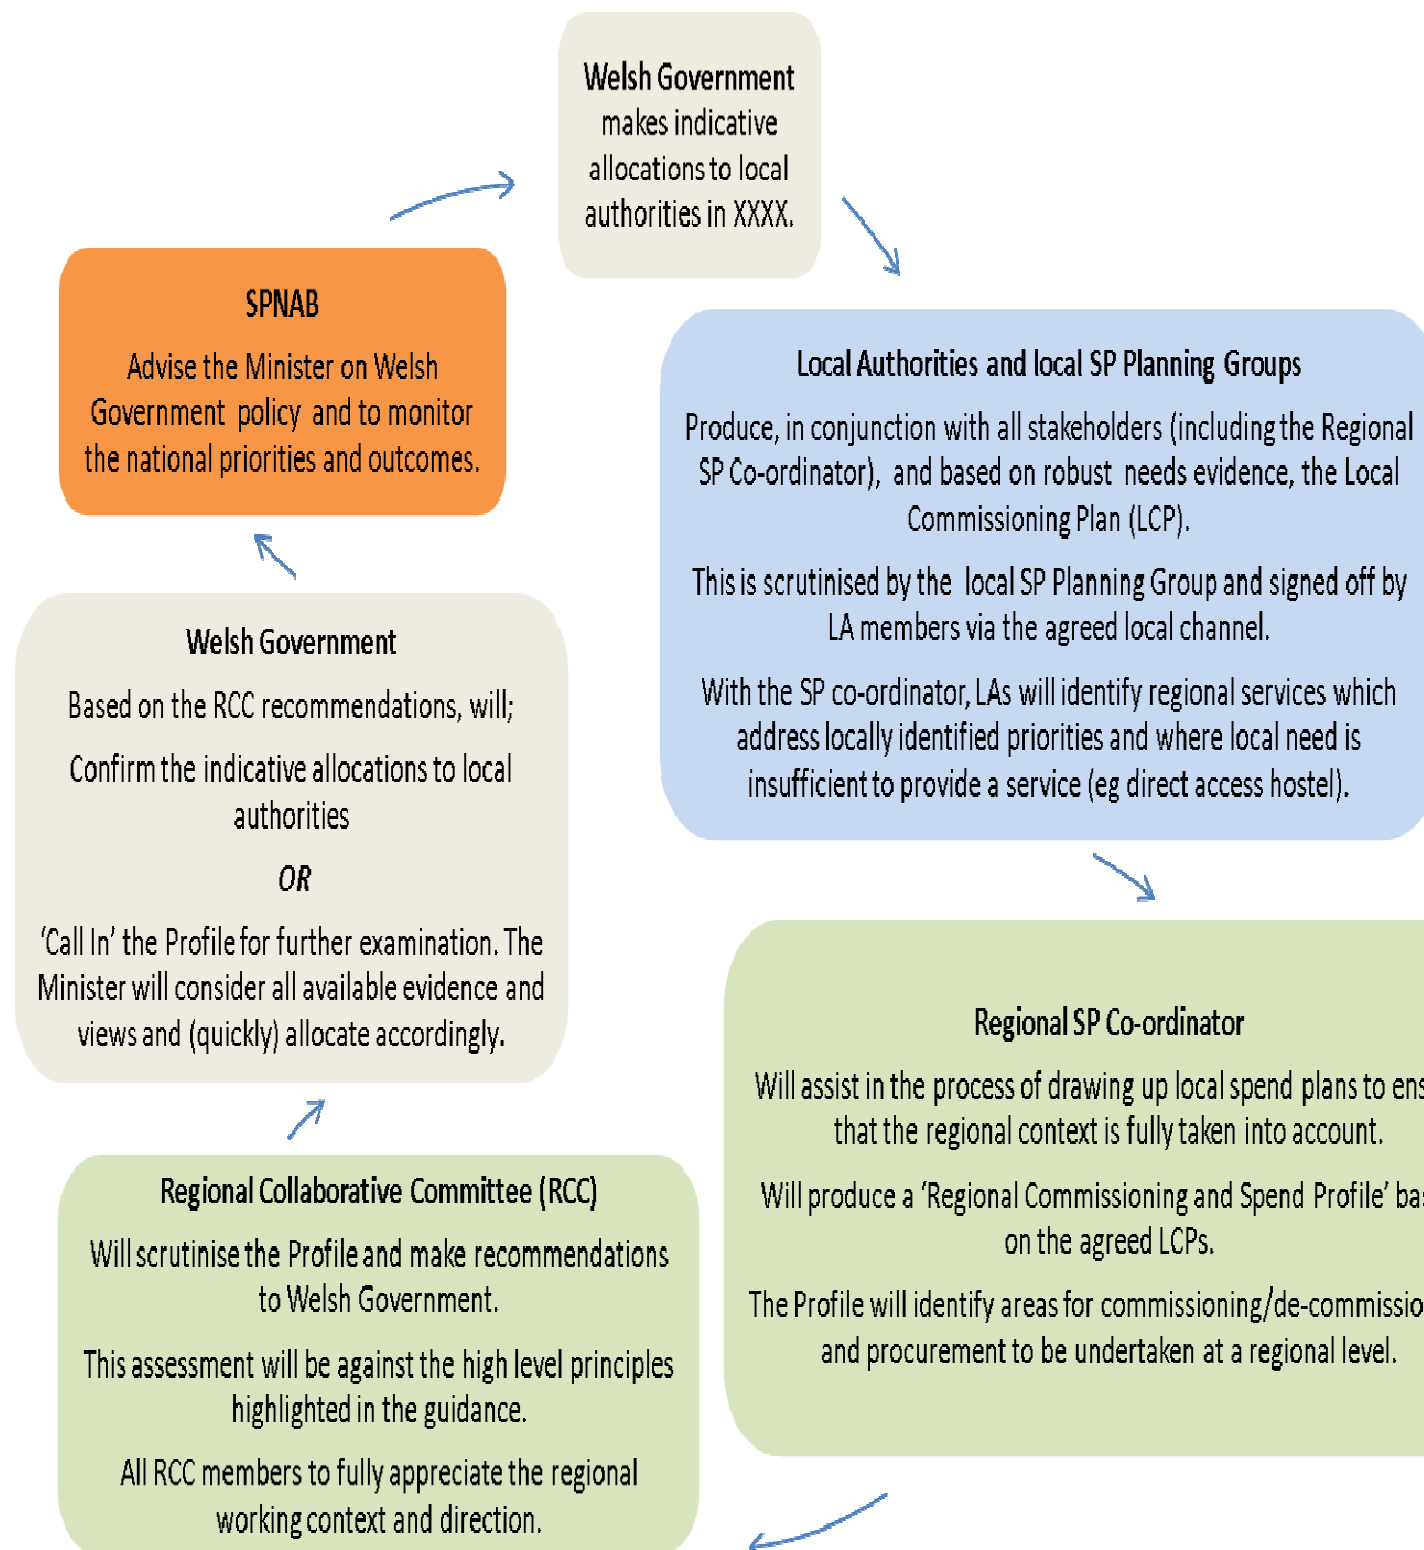 Welsh Government
makes indicative
allocations to local
authorities in XXXX.
SPNAB
Advise the Minister on Welsh
Government policy and to monitor
the national priorities and outcomes.
Local Authorities and local SP Planning Groups
Produce, in conjunction with all stakeholders (including the Regional
SP Co-ordinator), and based on robust needs evidence, the Local
Commissioning Plan (LCP).
This is scrutinised by the local SP Planning Group and signed off by
LA members via the agreed local channel.
With the SP co-ordinator, LAs will identify regional services which
address locally identified priorities and where local need is
insufficient to provide a service (eg direct access hostel).
Welsh Government
Based on the RCC recommendations, will;
Confirm the indicative allocations to local
authorities
OR
‘Call In’ the Profile for further examination. The
Minister will consider all available evidence and
views and (quickly) allocate accordingly.
Regional SP Co-ordinator
Will assist in the process of drawing up local spend plans to
that the regional context is fully taken into account.
Will produce a ‘Regional Commissioning and Spend Profile’
on the agreed LCPs.
The Profile will identify areas for
and procurement to be undertaken at a regional level.
Regional Collaborative Committee (RCC)
Will scrutinise the Profile and make recommendations
to Welsh Government.
This assessment will be against the high level principles
highlighted in the guidance.
All RCC members to fully appreciate the regional
working context and direction.